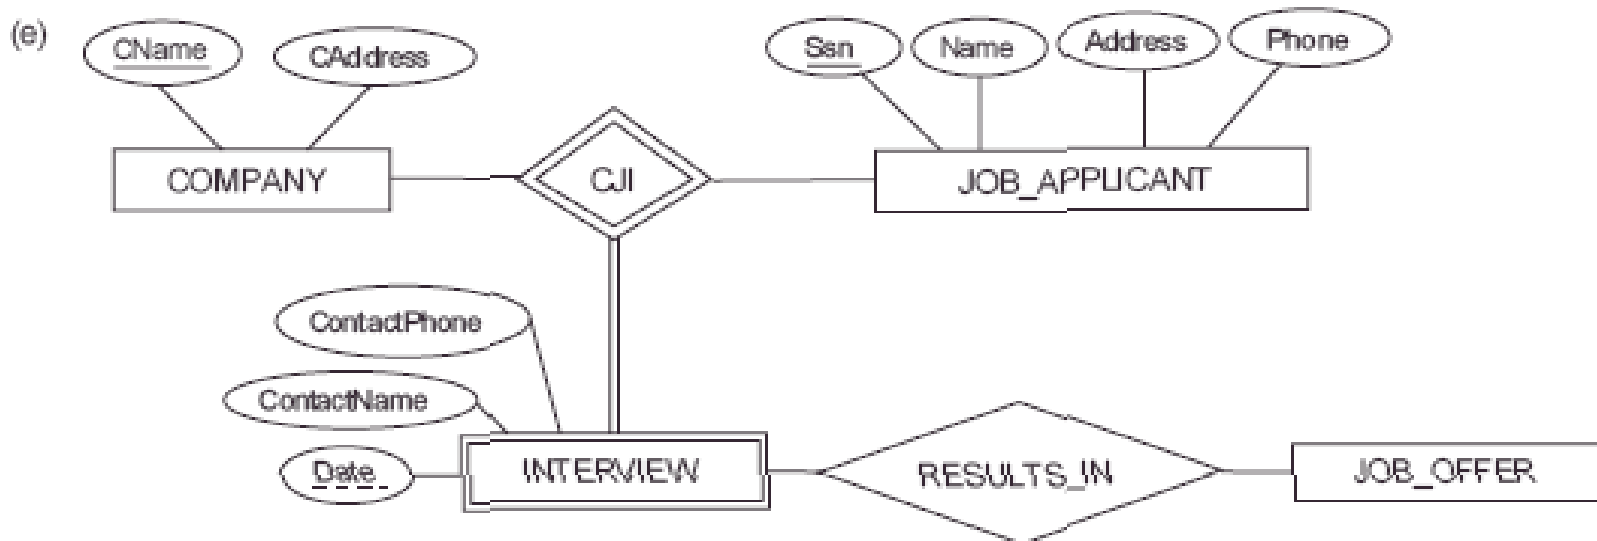 (e)
CName
CAddress
Ssn
Name
Address
Phone
COMPANY
CJI
JOB_APPLICANT
ContactPhone
ContactName
Date
INTERVIEW
RESULTS_IN
JOB_OFFER